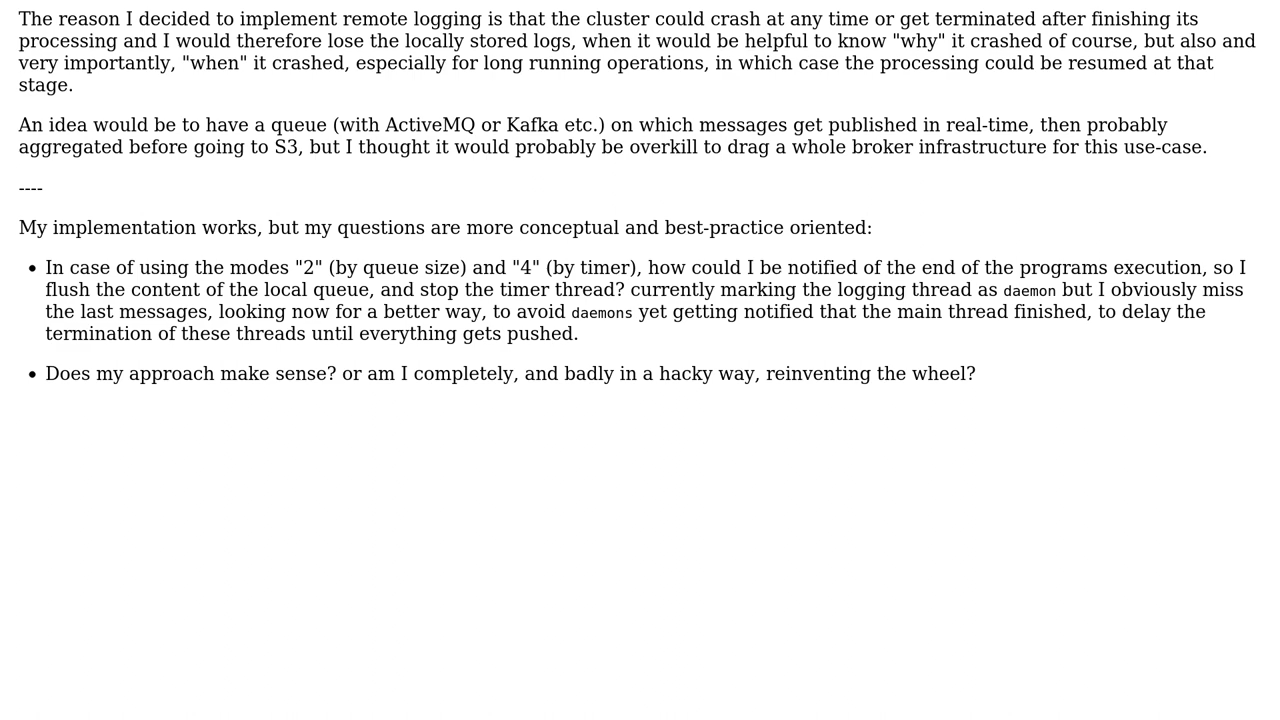 The reason I decided to implement remote logging is that the cluster could crash at any time or get terminated after finishing its
processing and I would therefore lose the locally stored logs, when it would be helpful to know "why" it crashed of course, but also and
very importantly, "when" it crashed, especially for long running operations, in which case the processing could be resumed at that
stage.
An idea would be to have a queue (with ActiveMQ or Kafka etc.) on which messages get published in real-time, then probably
aggregated before going to S3, but I thought it would probably be overkill to drag a whole broker infrastructure for this use-case.
----
My implementation works, but my questions are more conceptual and best-practice oriented:
• In case of using the modes "2" (by queue size) and "4" (by timer), how could I be notified of the end of the programs execution, so I
flush the content of the local queue, and stop the timer thread? currently marking the logging thread as daemon but I obviously miss
the last messages, looking now for a better way, to avoid daemons yet getting notified that the main thread finished, to delay the
termination of these threads until everything gets pushed.
• Does my approach make sense? or am I completely, and badly in a hacky way, reinventing the wheel?